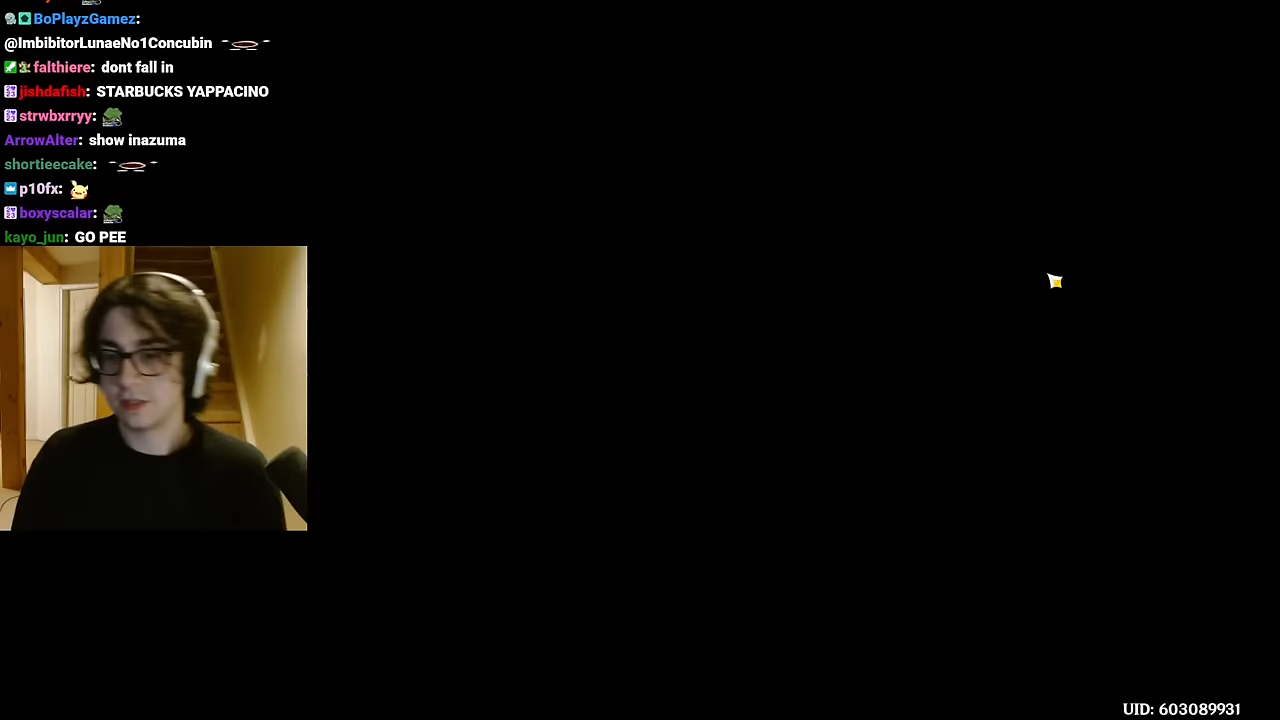 BoPlayzGamez:
@ImbibitorLunaeNo1Concubin
falthiere: dont fall in
jishdafish: STARBUCKS YAPPACINO
strwbxrryy:
ArrowAlter: show inazuma
shortieecake:
p10fx:
boxyscalar:
kayo_jun: GO PEE
UID: 603089931